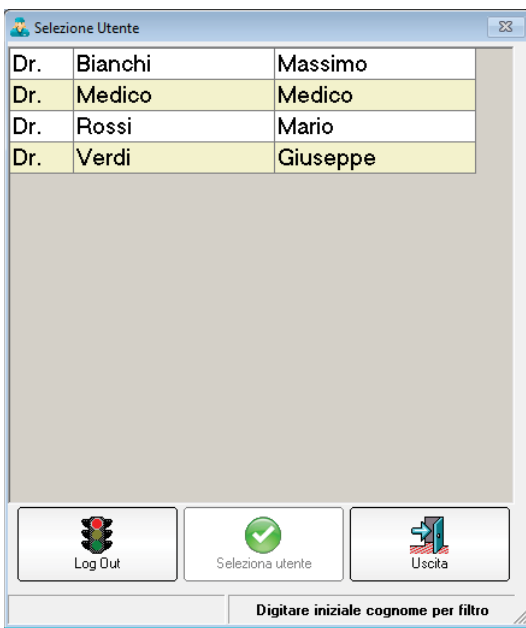 Selezione Utente
Dr. Bianchi Massimo
Dr. Medico Medico
Dr. Rossi Mario
Dr. Verdi Giuseppe
Log Out Seleziona utente Uscita
Digitare iniziale cognome per filtro